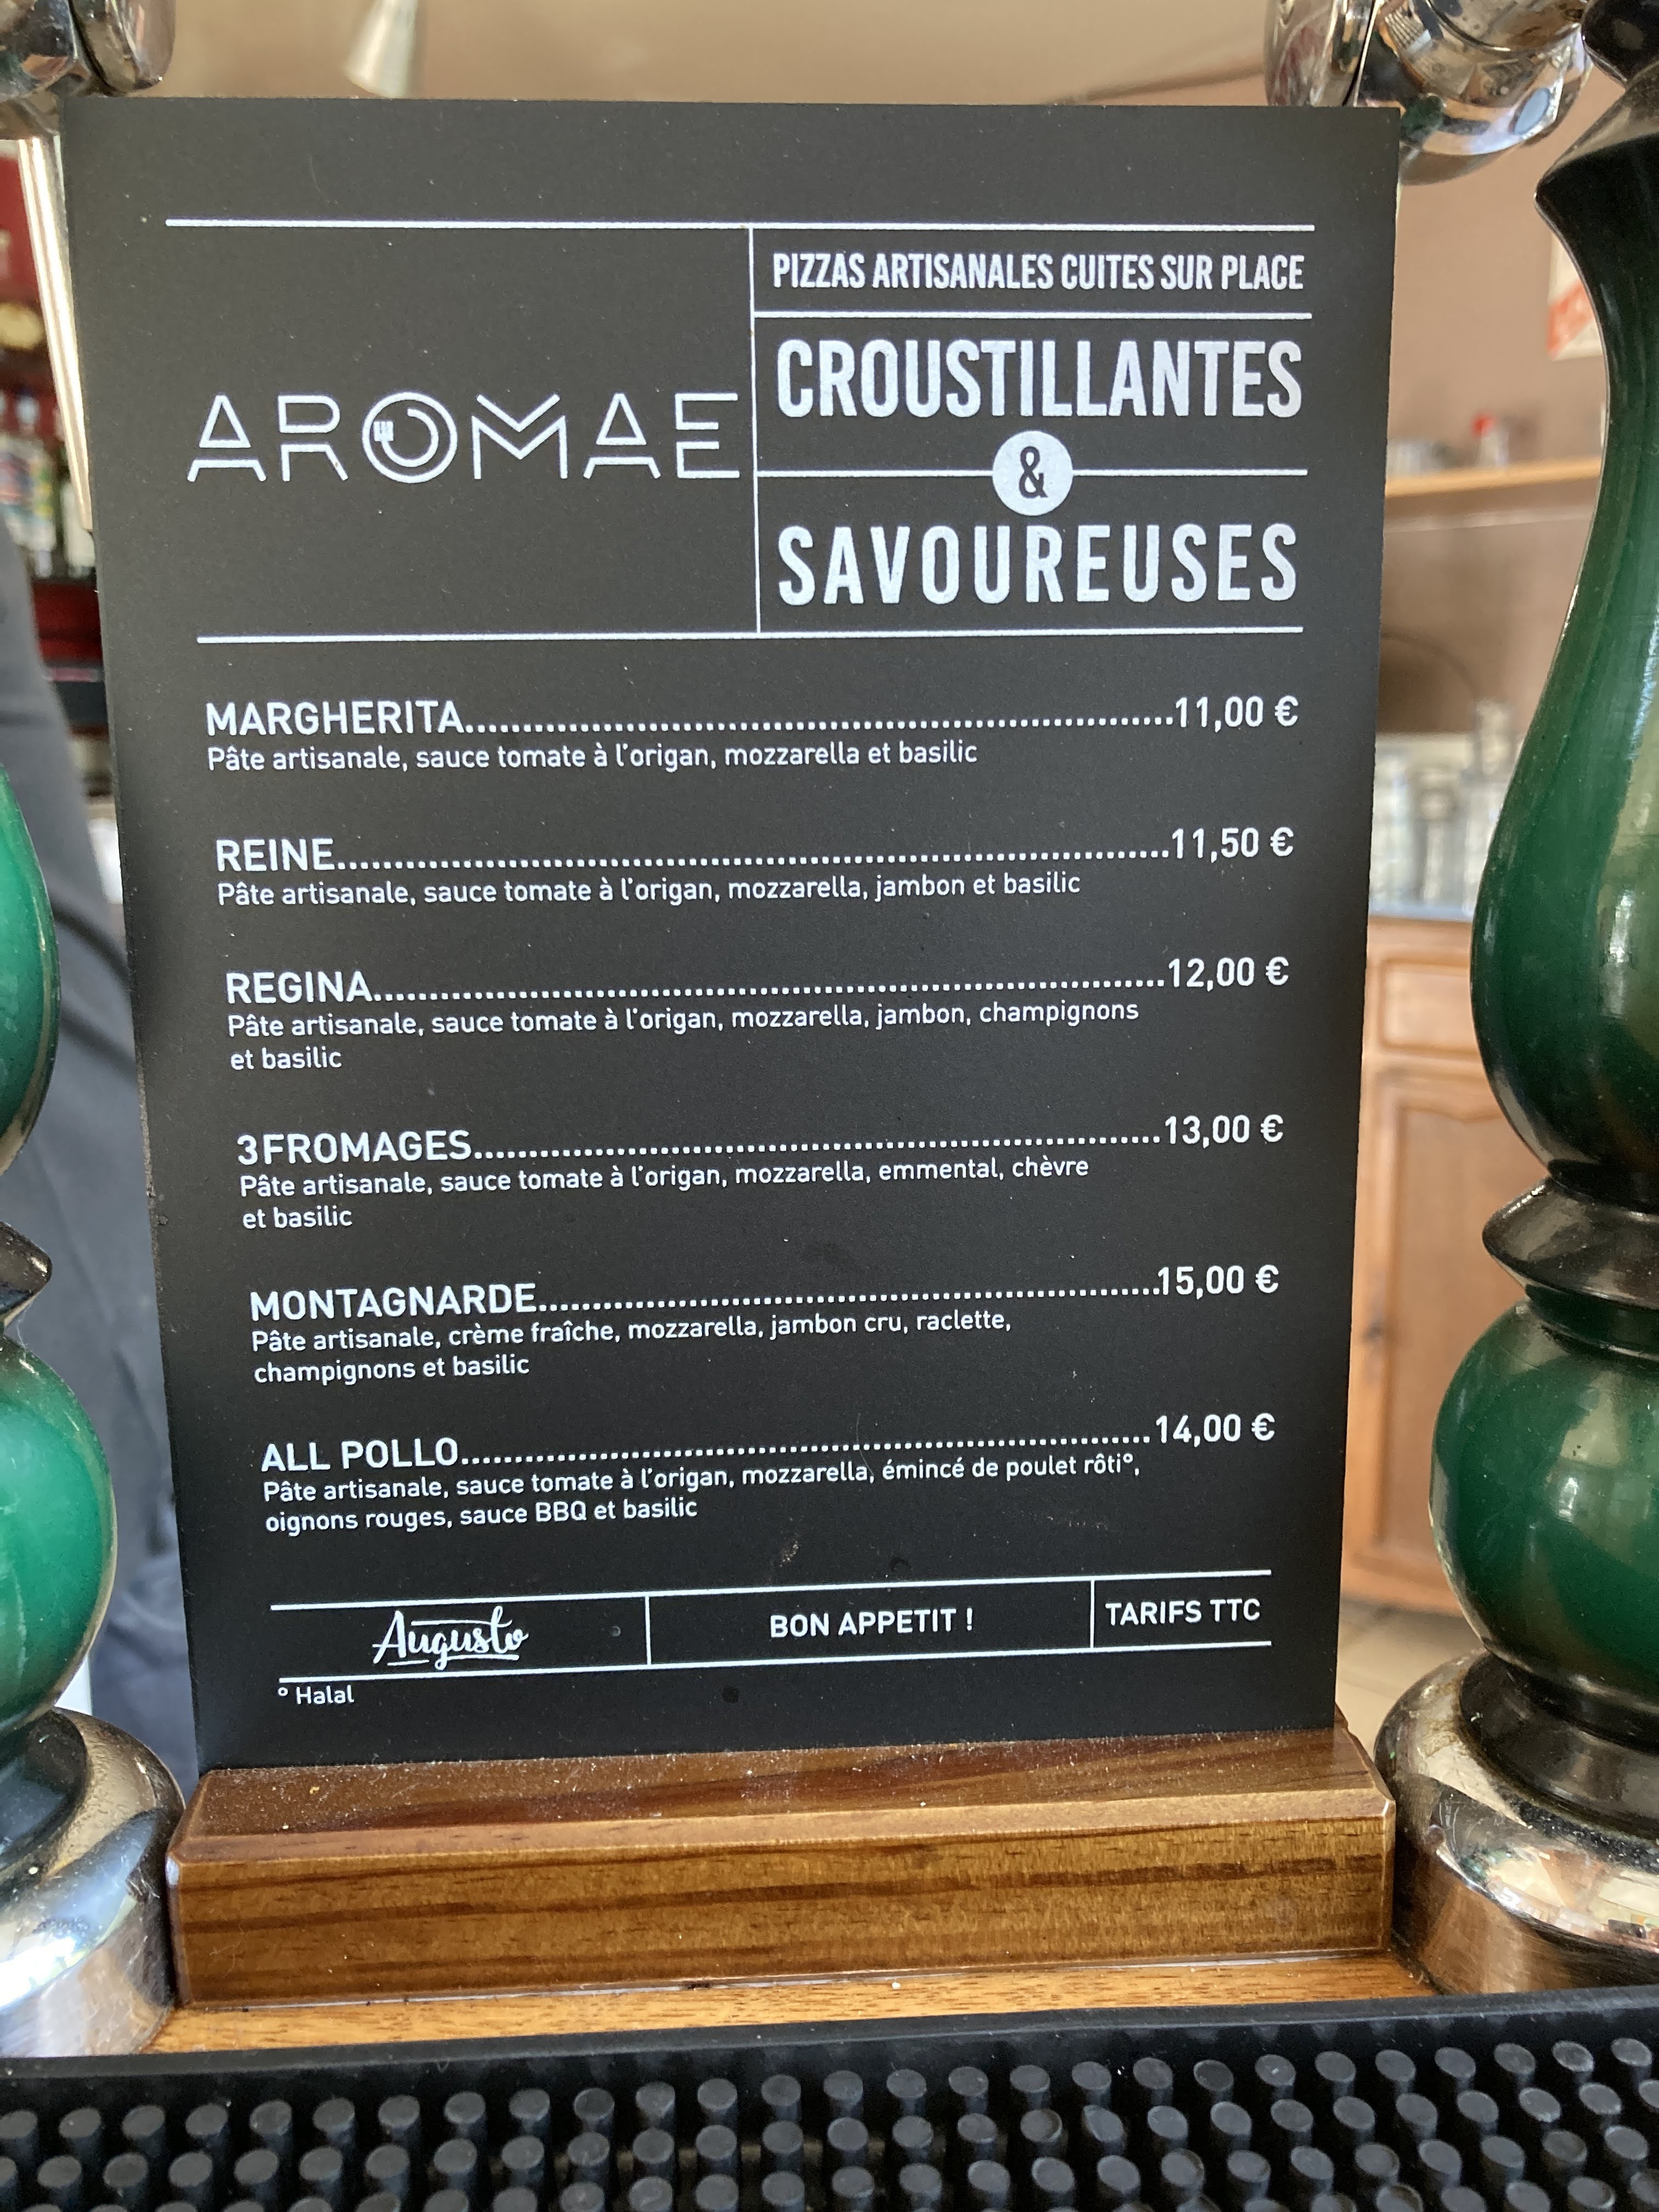 AROMAE
PIZZAS ARTISANALES CUITES SUR PLACE
CROUSTILLANTES
&
SAVOUREUSES
MARGHERITA.......................................................................11,00 €
Pâte artisanale, sauce tomate à l'origan, mozzarella et basilic
REINE.......................................................................11,50 €
Pâte artisanale, sauce tomate à l'origan, mozzarella, jambon et basilic
REGINA.......................................................................12,00 €
Pâte artisanale, sauce tomate à l'origan, mozzarella, jambon, champignons
et basilic
3FROMAGES.......................................................................13,00 €
Pâte artisanale, sauce tomate à l'origan, mozzarella, emmental, chèvre
et basilic
MONTAGNARDE.......................................................................15,00 €
Pâte artisanale, crème fraîche, mozzarella, jambon cru, raclette,
champignons et basilic
ALL POLLO.......................................................................14,00 €
Pâte artisanale, sauce tomate à l'origan, mozzarella, émincé de poulet rôti°,
oignons rouges, sauce BBQ et basilic
Augusto
BON APPETIT !
TARIFS TTC
° Halal